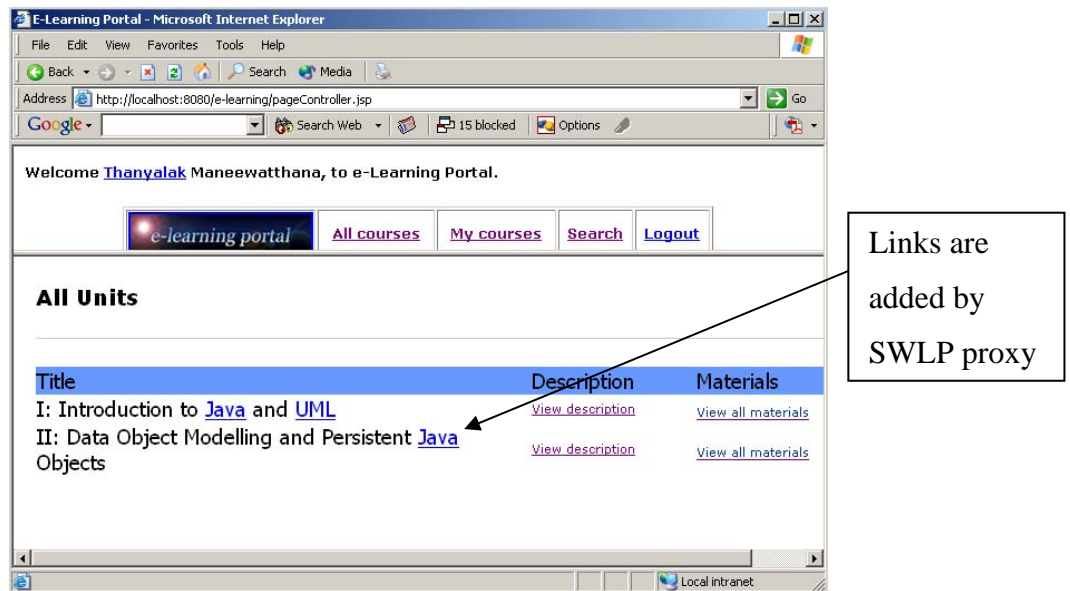 E-Learning Portal - Microsoft Internet Explorer
File Edit View Favorites Tools Help
Back Search Media
Address http://localhost:8080/e-learning/pageController.jsp Go
Google Search Web 15 blocked Options
Welcome Thanyalak Maneewatthana, to e-Learning Portal.
e-learning portal All courses My courses Search Logout
All Units
Title Description Materials
I: Introduction to Java and UML View description View all materials
II: Data Object Modelling and Persistent Java
Objects View description View all materials
Local intranet
Links are
added by
SWLP proxy